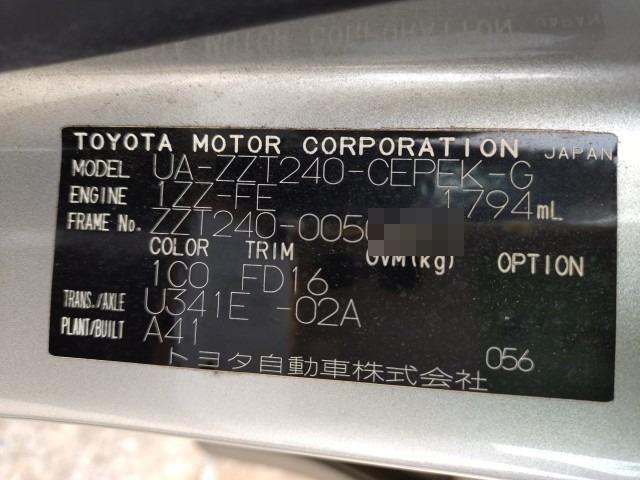 TOYOTA MOTOR CORPORATION JAPAN
MODEL UA-ZZT240-CEPEK-G
ENGINE 1ZZ-FE 1794mL
FRAME No. ZZT240-005
COLOR TRIM GVM(kg) OPTION
1C0 FD16
TRANS./AXLE U341E -02A
PLANT/BUILT A41
トヨタ自動車株式会社 056